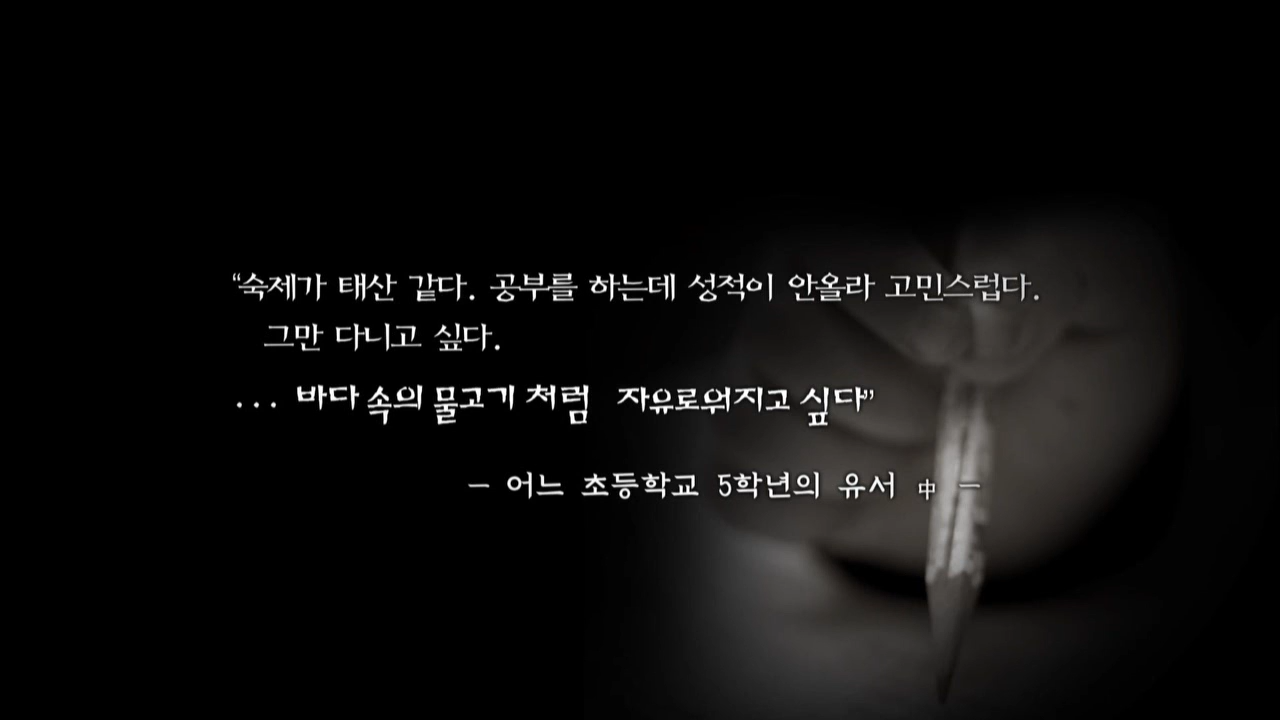 “숙제가 태산 같다. 공부를 하는데 성적이 안올라 고민스럽다.
그만 다니고 싶다.
... 바다 속의 물고기 처럼 자유로워지고 싶다”
- 어느 초등학교 5학년의 유서 中 -